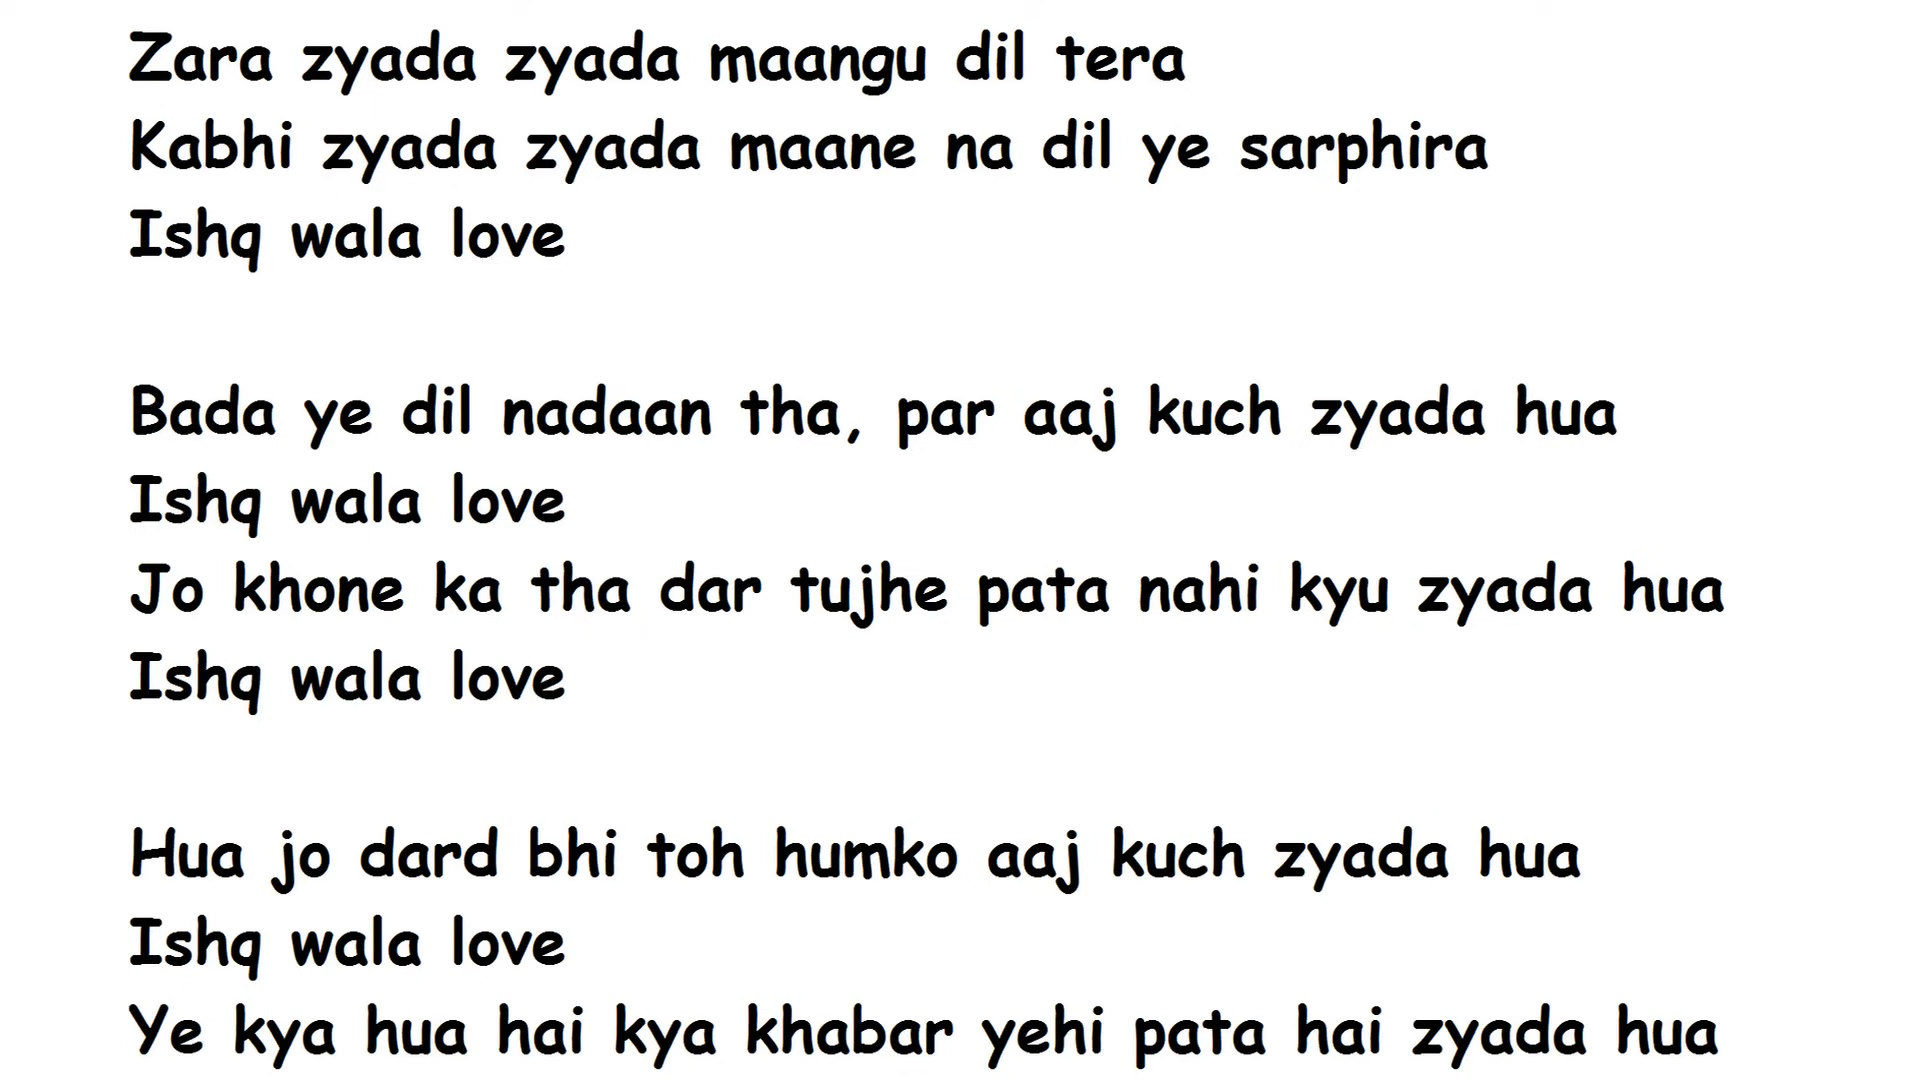 Zara zyada zyada maangu dil tera
Kabhi zyada zyada maane na dil ye sarphira
Ishq wala love
Bada ye dil nadaan tha, par aaj kuch zyada hua
Ishq wala love
Jo khone ka tha dar tujhe pata nahi kyu zyada hua
Ishq wala love
Hua jo dard bhi toh humko aaj kuch zyada hua
Ishq wala love
Ye kya hua hai kya khabar yehi pata hai zyada hua